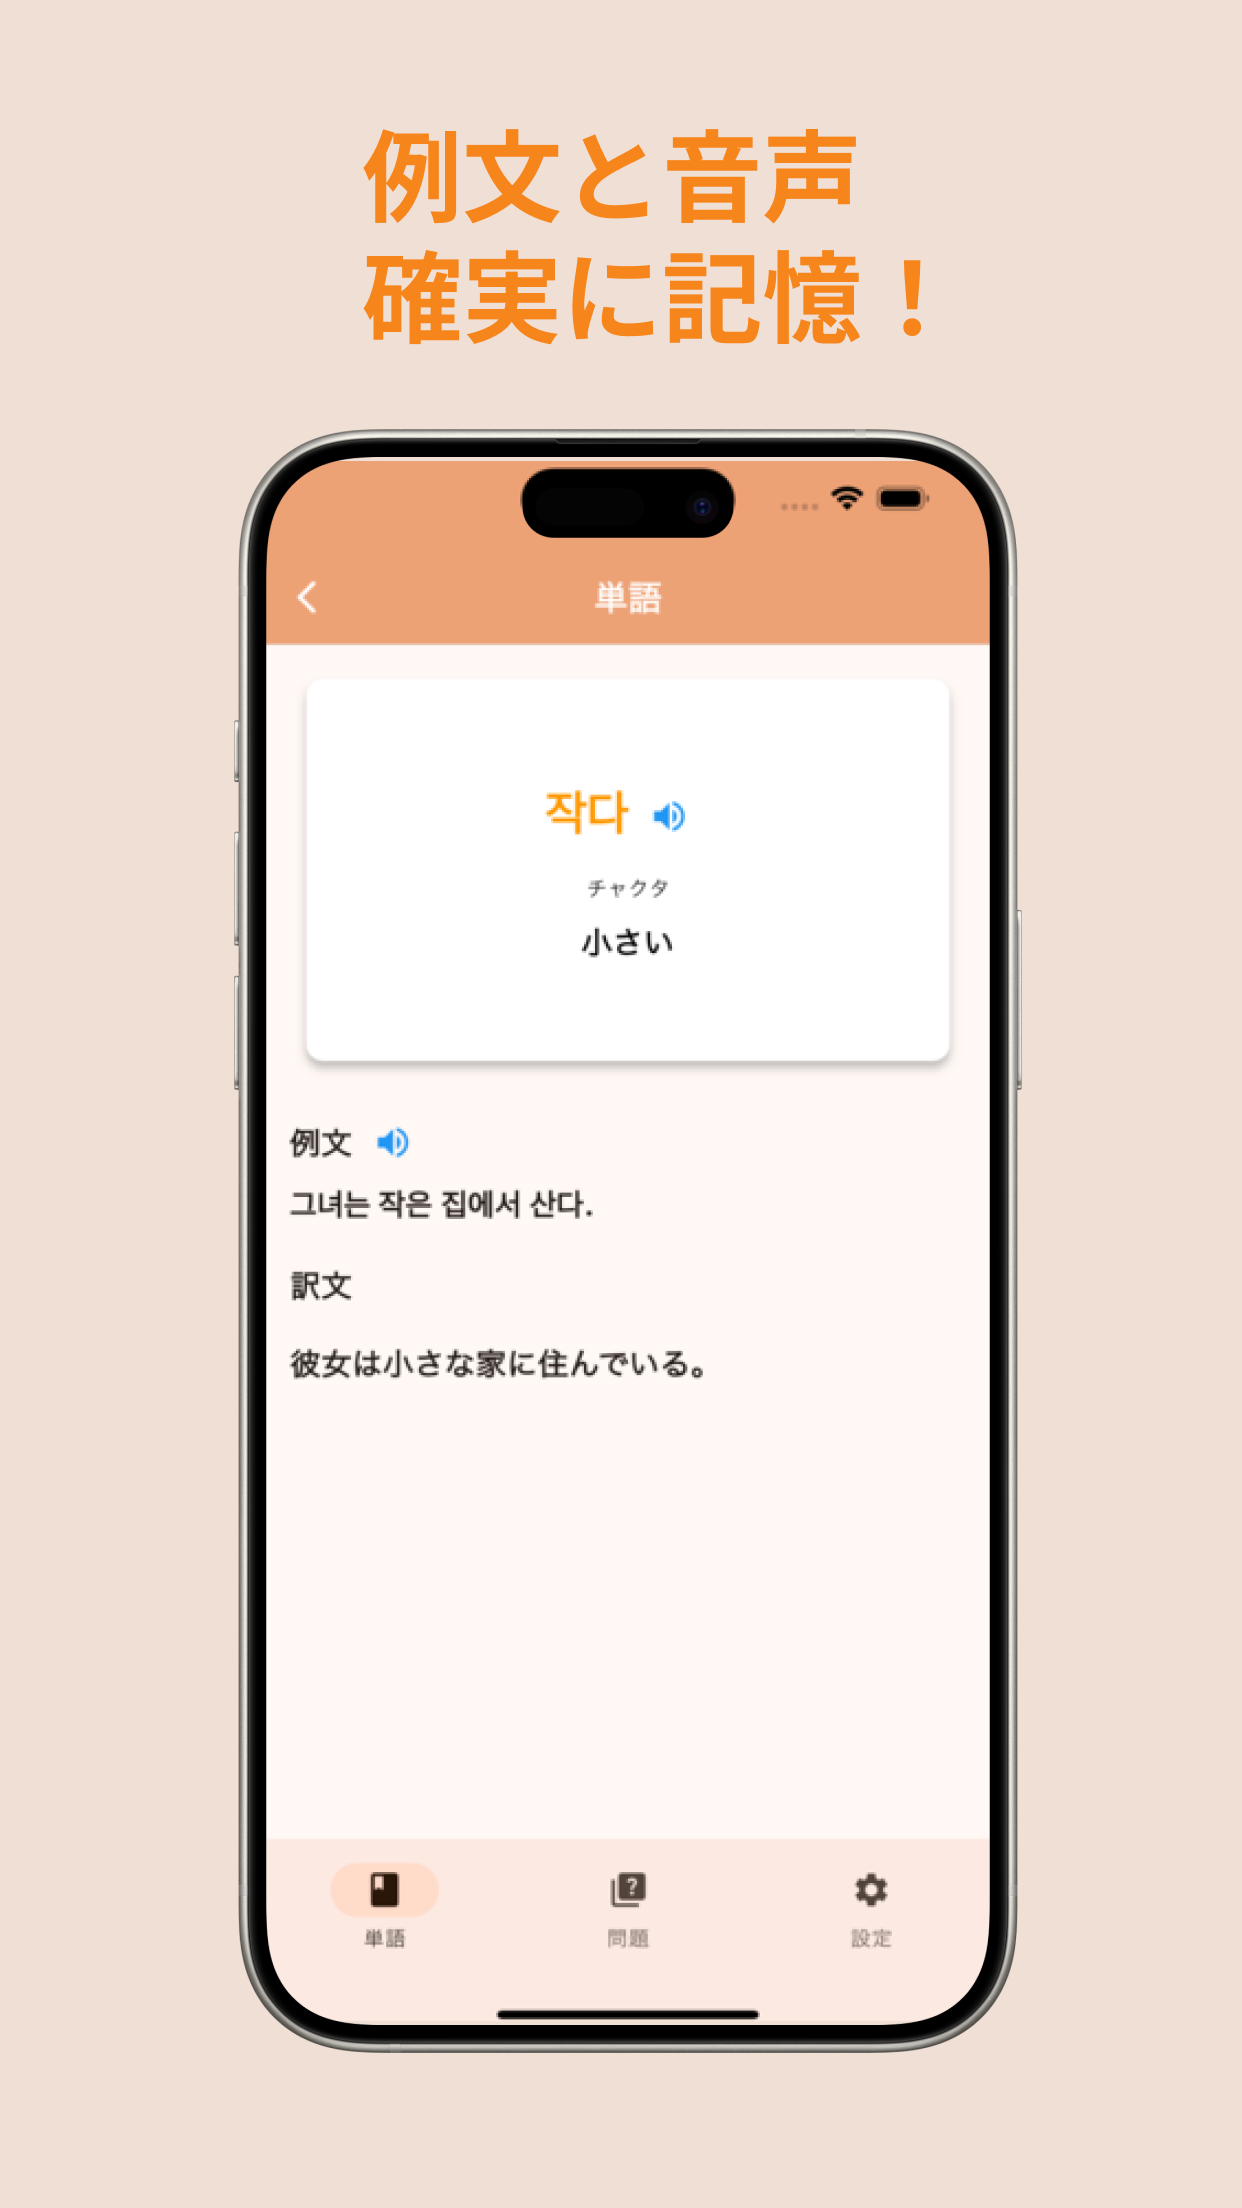 例文と音声
確実に記憶！
単語
작다
チャクタ
小さい
例文
그녀는 작은 집에서 산다.
訳文
彼女は小さな家に住んでいる。
単語
問題
設定